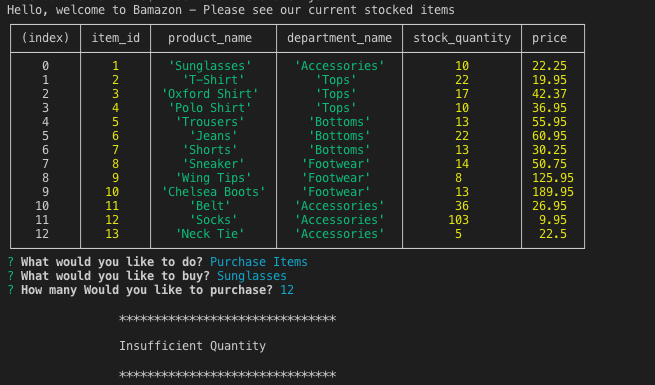 Hello, welcome to Bamazon - Please see our current stocked items
(index) item_id product_name department_name stock_quantity price
0 1 'Sunglasses' 'Accessories' 10 22.25
1 2 'T-Shirt' 'Tops' 22 19.95
2 3 'Oxford Shirt' 'Tops' 17 42.37
3 4 'Polo Shirt' 'Tops' 10 36.95
4 5 'Trousers' 'Bottoms' 13 55.95
5 6 'Jeans' 'Bottoms' 22 60.95
6 7 'Shorts' 'Bottoms' 13 30.25
7 8 'Sneaker' 'Footwear' 14 50.75
8 9 'Wing Tips' 'Footwear' 8 125.95
9 10 'Chelsea Boots' 'Footwear' 13 189.95
10 11 'Belt' 'Accessories' 36 26.95
11 12 'Socks' 'Accessories' 103 9.95
12 13 'Neck Tie' 'Accessories' 5 22.5
? What would you like to do? Purchase Items
? What would you like to buy? Sunglasses
? How many Would you like to purchase? 12
*******************************
Insufficient Quantity
*******************************